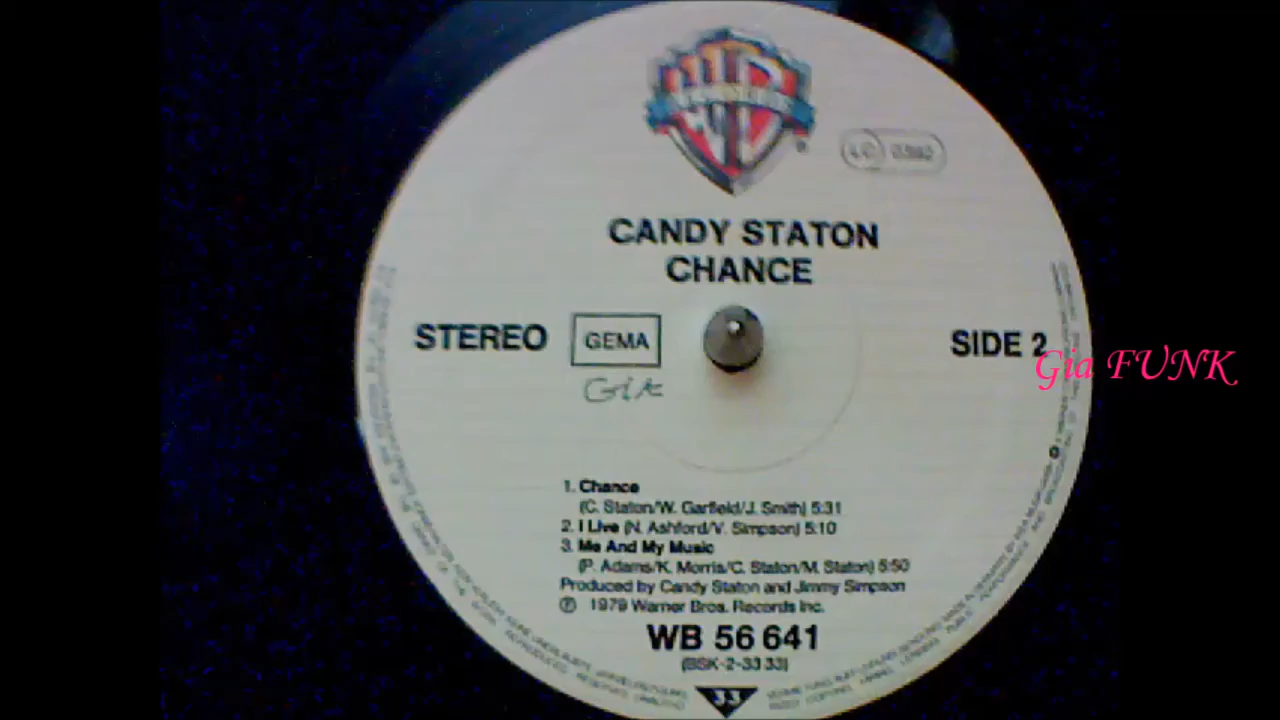 CANDY STATON
CHANCE
STEREO
GEMA
SIDE 2
Gia FUNK
Gia
1. Chance
(C. Staton/W. Garfield/J. Smith) 5:31
2. I Live (N. Ashford/V. Simpson) 5:10
3. Me And My Music
(P. Adams/K. Morris/C. Staton/M. Staton) 5:50
Produced by Candy Staton and Jimmy Simpson
℗ 1979 Warner Bros. Records Inc.
WB 56 641
(BSK-2-33 33)
33